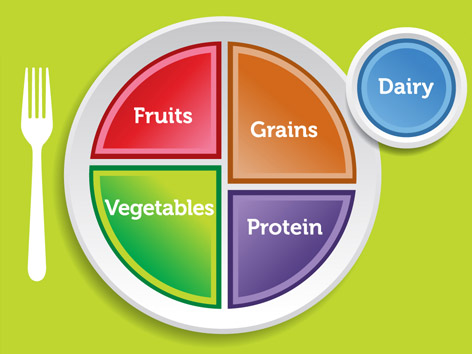 Fruits
Grains
Dairy
Vegetables
Protein